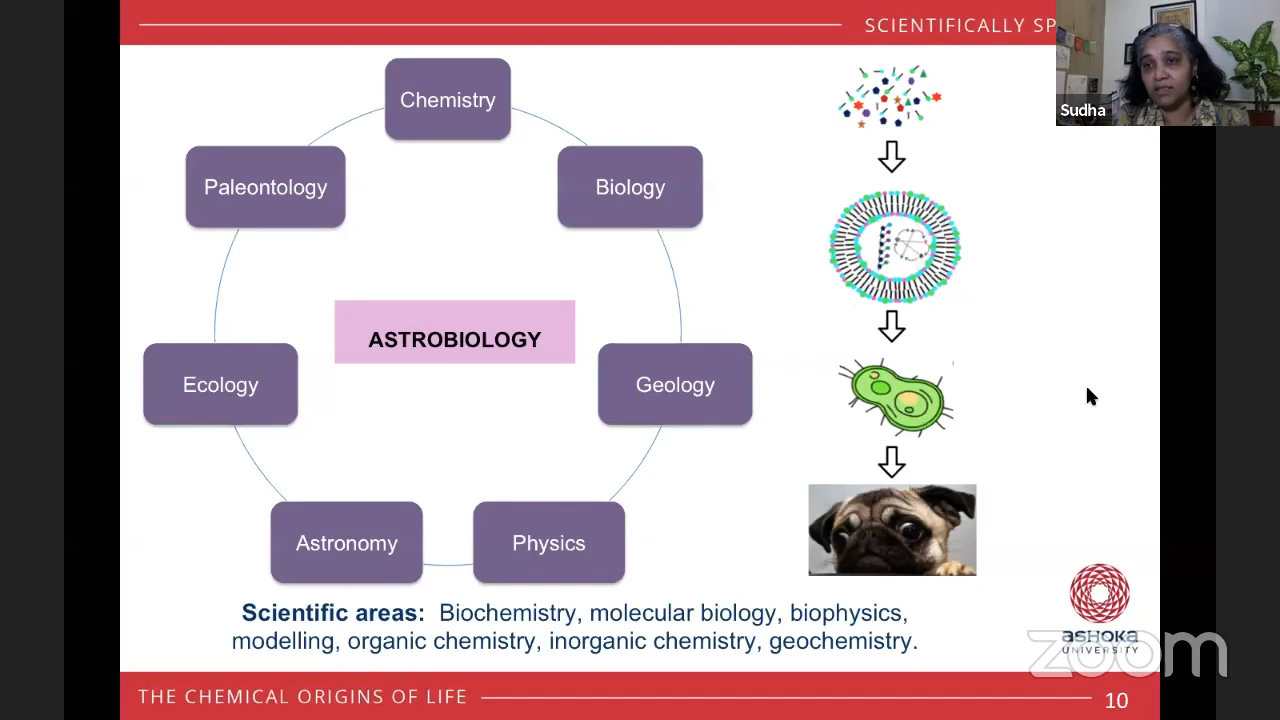 SCIENTIFICALLY SP
Sudha
Chemistry
Paleontology
Biology
ASTROBIOLOGY
Ecology
Geology
Astronomy
Physics
Scientific areas: Biochemistry, molecular biology, biophysics,
modelling, organic chemistry, inorganic chemistry, geochemistry.
ASHOKA
UNIVERSITY
zoom
THE CHEMICAL ORIGINS OF LIFE
10